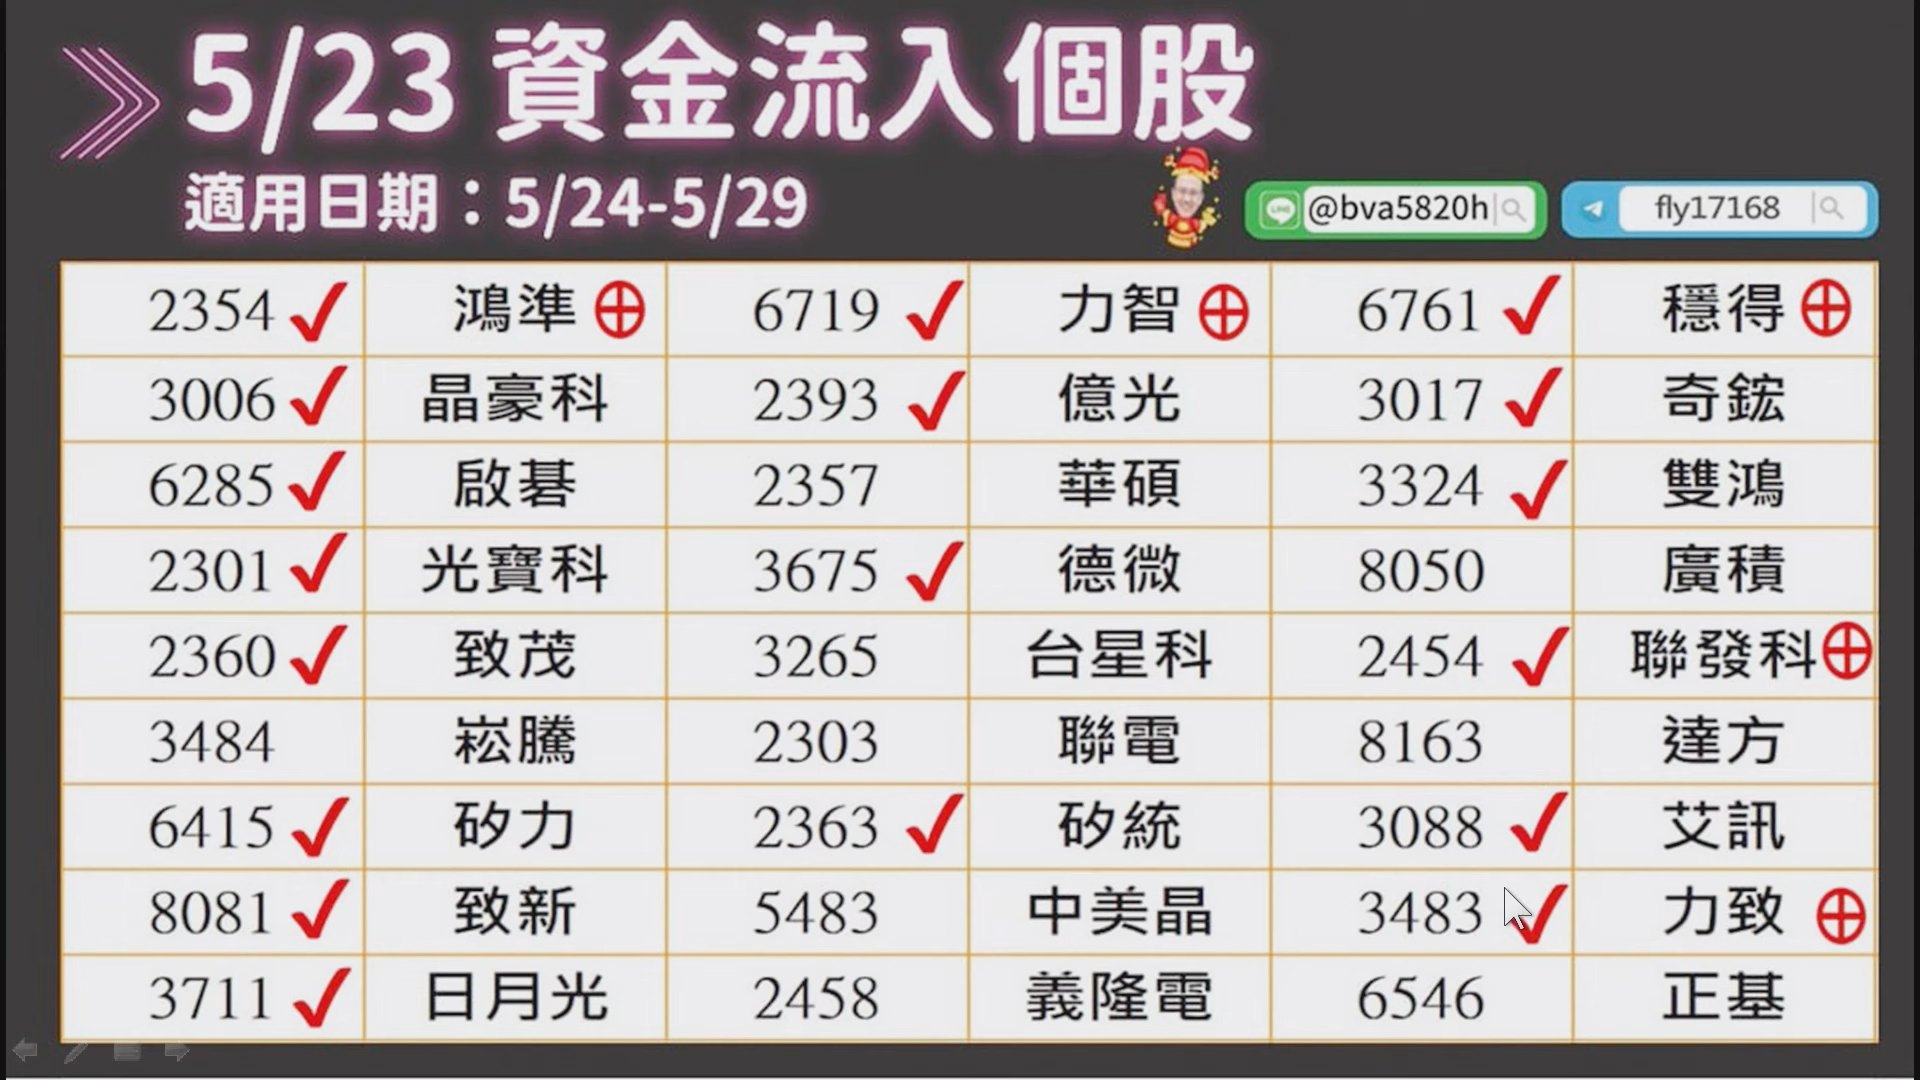 5/23 資金流入個股
適用日期：5/24-5/29
@bva5820h
fly17168
2354 鴻準 6719 力智 6761 穩得
3006 晶豪科 2393 億光 3017 奇鋐
6285 啟碁 2357 華碩 3324 雙鴻
2301 光寶科 3675 德微 8050 廣積
2360 致茂 3265 台星科 2454 聯發科
3484 崧騰 2303 聯電 8163 達方
6415 矽力 2363 矽統 3088 艾訊
8081 致新 5483 中美晶 3483 力致
3711 日月光 2458 義隆電 6546 正基